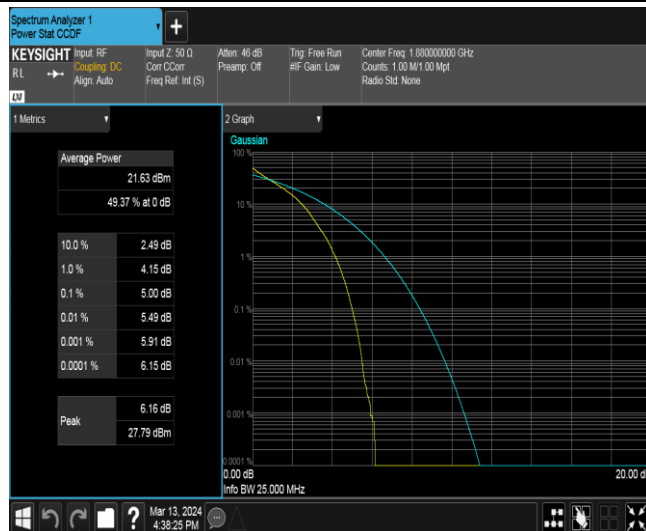 Spectrum Analyzer 1
Power Stat CCDF
KEYSIGHT
RL
Input: RF
Coupling: DC
Align: Auto
Input Z: 50 Ω
Corr CCorr
Freq Ref: Int (S)
Atten: 46 dB
Preamp: Off
Trig: Free Run
#IF Gain: Low
Center Freq: 1.880000000 GHz
Counts: 1.00 M/1.00 Mpt
Radio Std: None
LXI
1 Metrics
Average Power
21.63 dBm
49.37 % at 0 dB
10.0 % 2.49 dB
1.0 % 4.15 dB
0.1 % 5.00 dB
0.01 % 5.49 dB
0.001 % 5.91 dB
0.0001 % 6.15 dB
Peak
6.16 dB
27.79 dBm
2 Graph
Gaussian
100 %
10 %
1 %
0.1 %
0.01 %
0.001 %
0.0001 %
0.00 dB
20.00 d
Info BW 25.000 MHz
?
Mar 13, 2024
4:38:25 PM